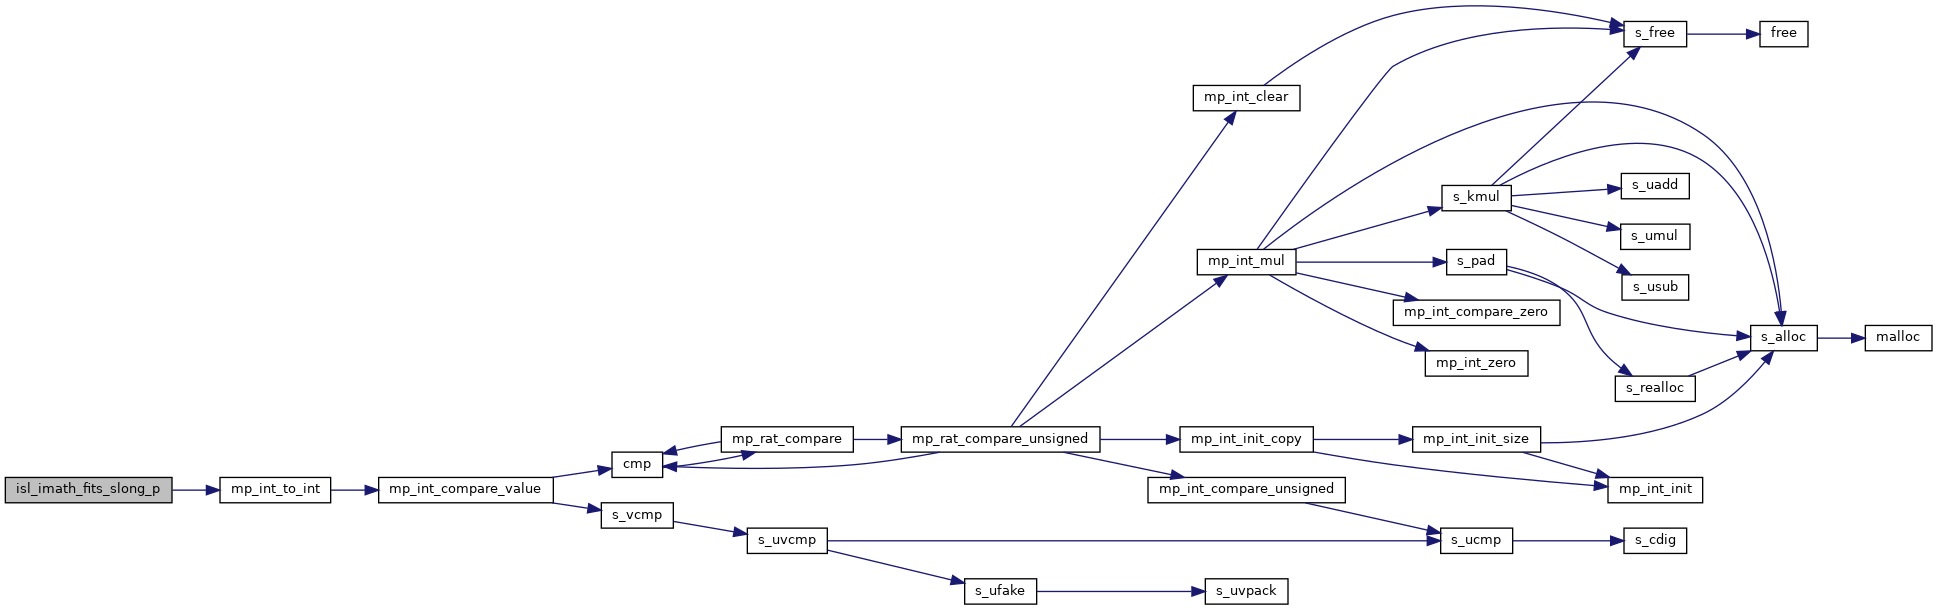 s_free
free
mp_int_clear
s_uadd
s_kmul
s_umul
mp_int_mul
s_pad
s_usub
mp_int_compare_zero
s_alloc
malloc
mp_int_zero
s_realloc
mp_rat_compare
mp_rat_compare_unsigned
mp_int_init_copy
mp_int_init_size
cmp
isl_imath_fits_slong_p
mp_int_to_int
mp_int_compare_value
mp_int_compare_unsigned
mp_int_init
s_vcmp
s_uvcmp
s_ucmp
s_cdig
s_ufake
s_uvpack